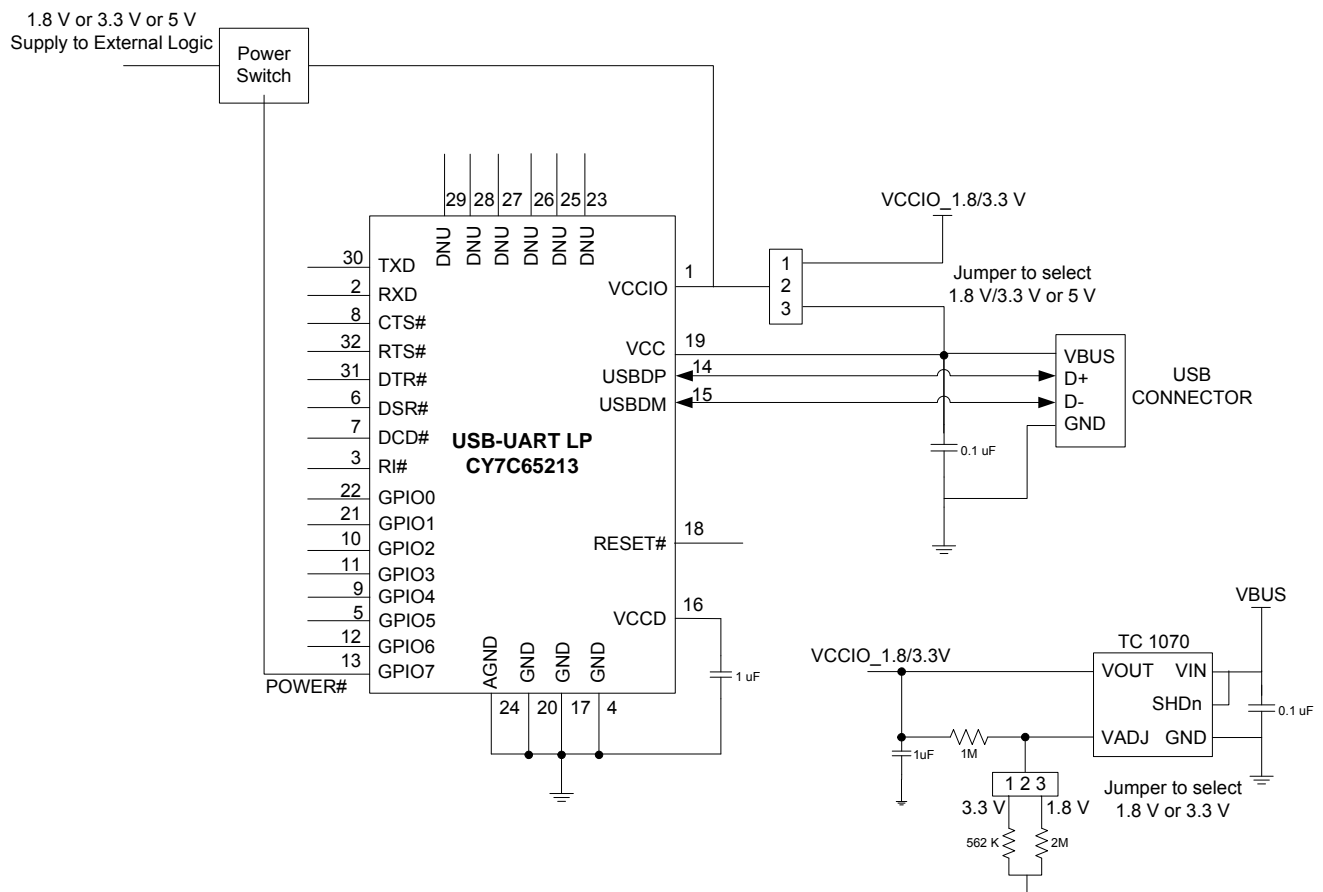 1.8 V or 3.3 V or 5 V
Supply to External Logic
Power
Switch
29
28
27
26
25
23
DNU
DNU
DNU
DNU
DNU
DNU
VCCIO_1.8/3.3 V
30
TXD
2
RXD
8
CTS#
32
RTS#
31
DTR#
6
DSR#
7
DCD#
3
RI#
22
GPIO0
21
GPIO1
10
GPIO2
11
GPIO3
9
GPIO4
5
GPIO5
12
GPIO6
13
GPIO7
POWER#
USB-UART LP
CY7C65213
1
VCCIO
19
VCC
14
USBDP
15
USBDM
18
RESET#
16
VCCD
1 uF
AGND
GND
GND
GND
24
20
17
4
1
2
3
Jumper to select
1.8 V/3.3 V or 5 V
VBUS
D+
D-
GND
USB
CONNECTOR
0.1 uF
VBUS
TC 1070
VCCIO_1.8/3.3V
VOUT
VIN
SHDn
VADJ
GND
0.1 uF
1uF
1M
1 2 3
3.3 V
1.8 V
Jumper to select
1.8 V or 3.3 V
562 K
2M